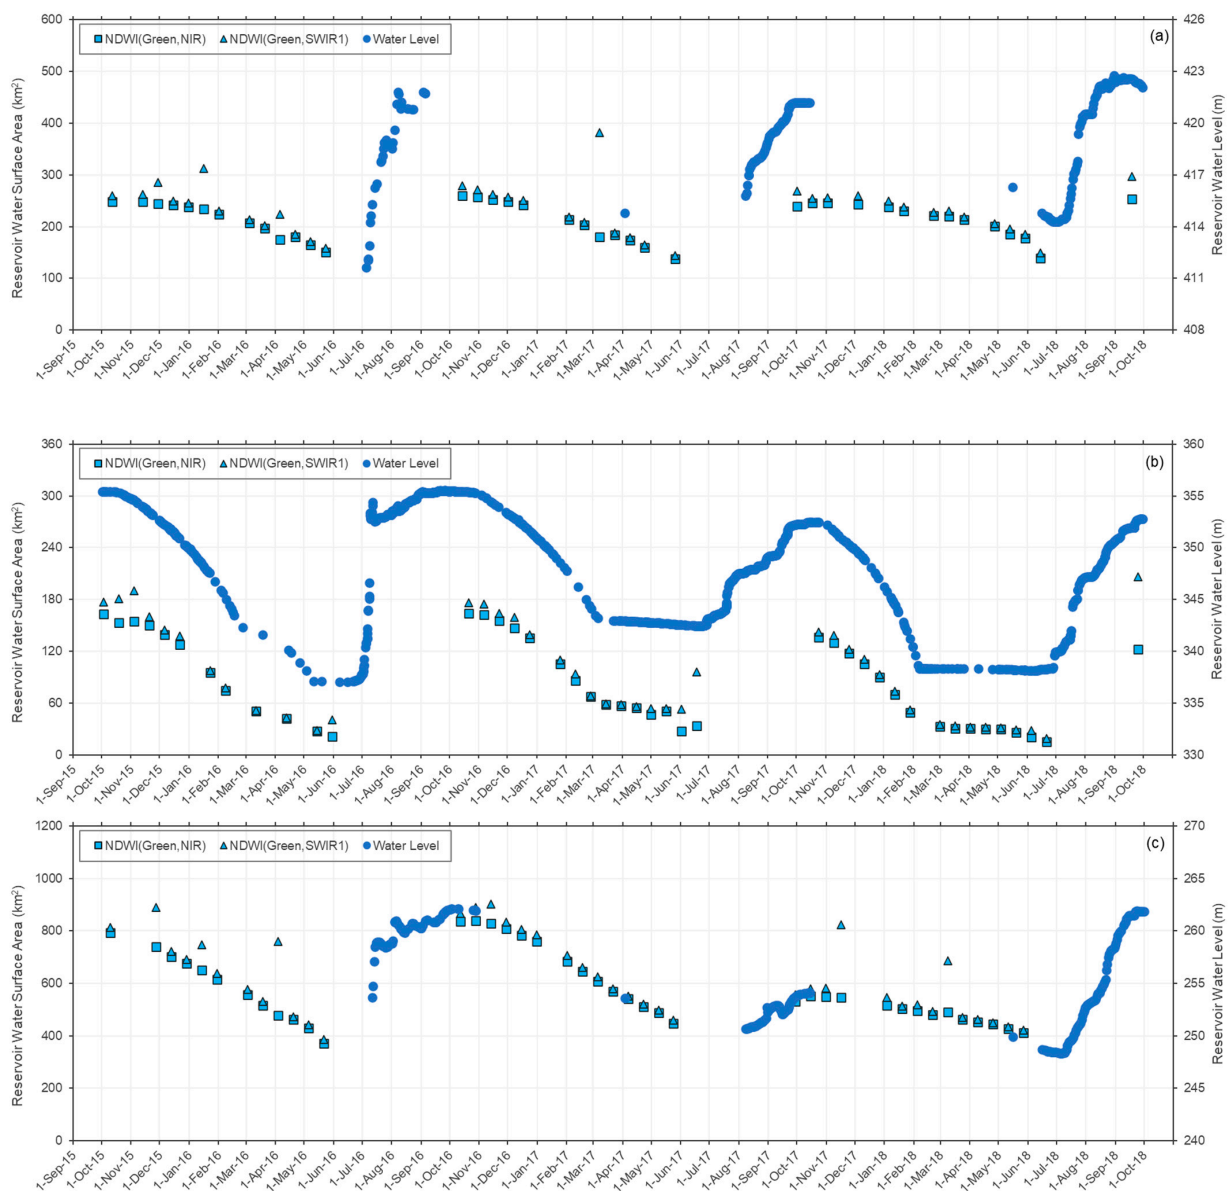 600
500
400
300
200
100
0
Reservoir Water Surface Area (km²)
NDWI(Green,NIR) NDWI(Green,SWIR1) Water Level
(a)
426
423
420
417
414
411
408
Reservoir Water Level (m)
1-Sep-15 1-Oct-15 1-Nov-15 1-Dec-15 1-Jan-16 1-Feb-16 1-Mar-16 1-Apr-16 1-May-16 1-Jun-16 1-Jul-16 1-Aug-16 1-Sep-16 1-Oct-16 1-Nov-16 1-Dec-16 1-Jan-17 1-Feb-17 1-Mar-17 1-Apr-17 1-May-17 1-Jun-17 1-Jul-17 1-Aug-17 1-Sep-17 1-Oct-17 1-Nov-17 1-Dec-17 1-Jan-18 1-Feb-18 1-Mar-18 1-Apr-18 1-May-18 1-Jun-18 1-Jul-18 1-Aug-18 1-Sep-18 1-Oct-18
360
300
240
180
120
60
0
Reservoir Water Surface Area (km²)
NDWI(Green,NIR) NDWI(Green,SWIR1) Water Level
(b)
360
355
350
345
340
335
330
Reservoir Water Level (m)
1-Sep-15 1-Oct-15 1-Nov-15 1-Dec-15 1-Jan-16 1-Feb-16 1-Mar-16 1-Apr-16 1-May-16 1-Jun-16 1-Jul-16 1-Aug-16 1-Sep-16 1-Oct-16 1-Nov-16 1-Dec-16 1-Jan-17 1-Feb-17 1-Mar-17 1-Apr-17 1-May-17 1-Jun-17 1-Jul-17 1-Aug-17 1-Sep-17 1-Oct-17 1-Nov-17 1-Dec-17 1-Jan-18 1-Feb-18 1-Mar-18 1-Apr-18 1-May-18 1-Jun-18 1-Jul-18 1-Aug-18 1-Sep-18 1-Oct-18
1200
1000
800
600
400
200
0
Reservoir Water Surface Area (km²)
NDWI(Green,NIR) NDWI(Green,SWIR1) Water Level
(c)
270
265
260
255
250
245
240
Reservoir Water Level (m)
1-Sep-15 1-Oct-15 1-Nov-15 1-Dec-15 1-Jan-16 1-Feb-16 1-Mar-16 1-Apr-16 1-May-16 1-Jun-16 1-Jul-16 1-Aug-16 1-Sep-16 1-Oct-16 1-Nov-16 1-Dec-16 1-Jan-17 1-Feb-17 1-Mar-17 1-Apr-17 1-May-17 1-Jun-17 1-Jul-17 1-Aug-17 1-Sep-17 1-Oct-17 1-Nov-17 1-Dec-17 1-Jan-18 1-Feb-18 1-Mar-18 1-Apr-18 1-May-18 1-Jun-18 1-Jul-18 1-Aug-18 1-Sep-18 1-Oct-18